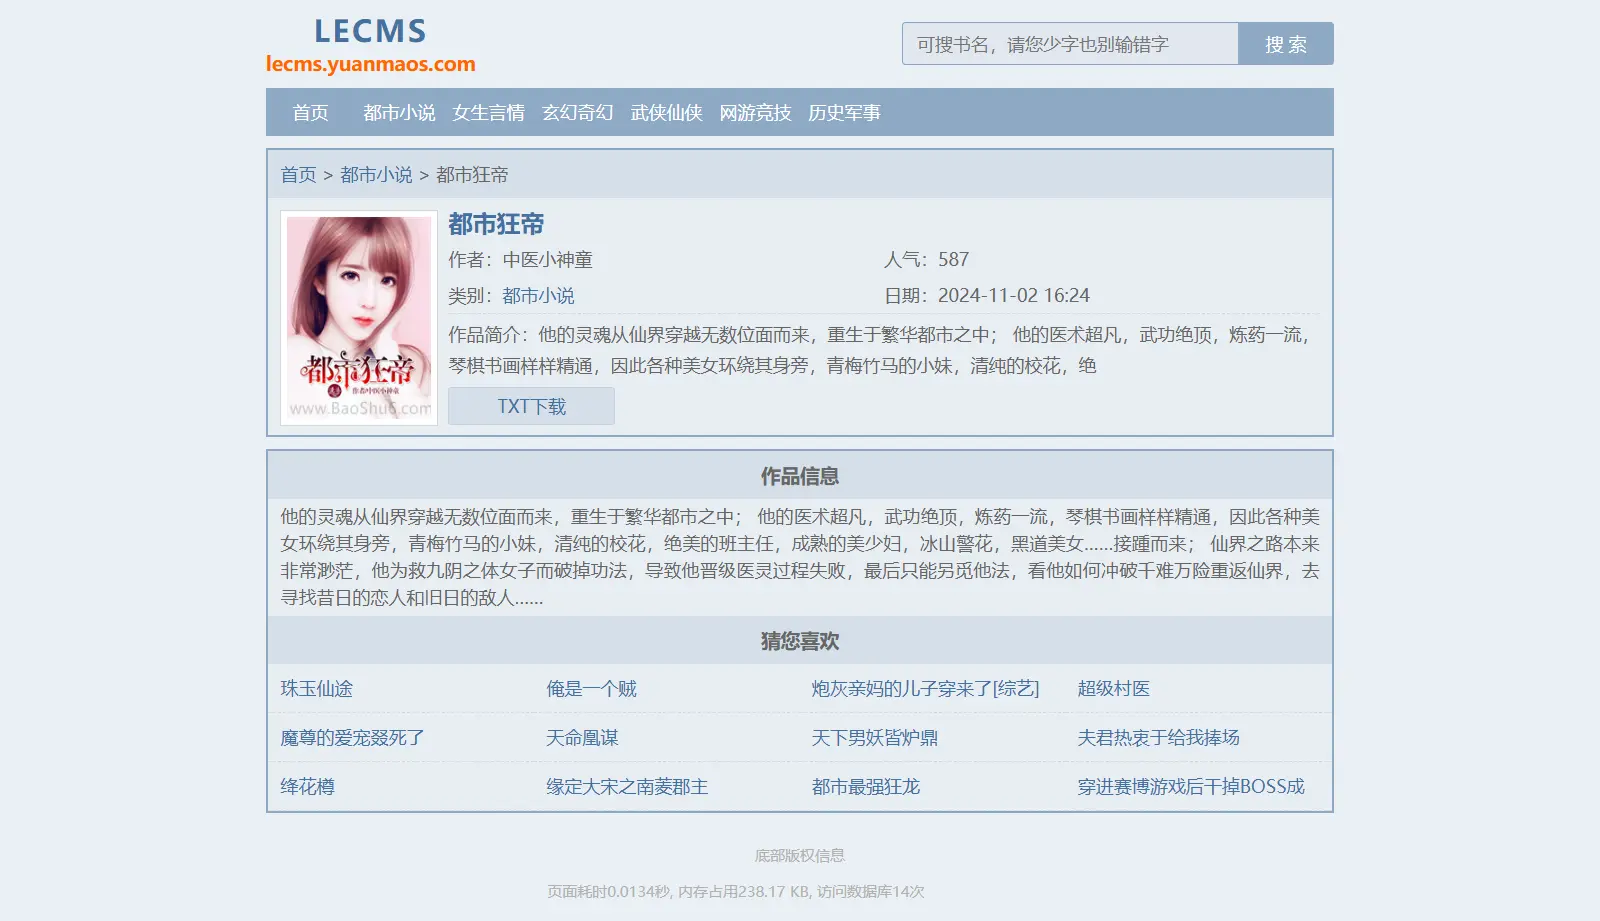 LECMS
lecms.yuanmaos.com
可搜书名，请您少字也别输错字
搜 索
首页 都市小说 女生言情 玄幻奇幻 武侠仙侠 网游竞技 历史军事
首页 > 都市小说 > 都市狂帝
都市狂帝
作者：中医小神童
人气：587
类别：都市小说
日期：2024-11-02 16:24
作品简介：他的灵魂从仙界穿越无数位面而来，重生于繁华都市之中； 他的医术超凡，武功绝顶，炼药一流，
琴棋书画样样精通，因此各种美女环绕其身旁，青梅竹马的小妹，清纯的校花，绝
TXT下载
都市狂帝
作者/中医小神童
www.BaoShu6.com
作品信息
他的灵魂从仙界穿越无数位面而来，重生于繁华都市之中； 他的医术超凡，武功绝顶，炼药一流，琴棋书画样样精通，因此各种美
女环绕其身旁，青梅竹马的小妹，清纯的校花，绝美的班主任，成熟的美少妇，冰山警花，黑道美女……接踵而来； 仙界之路本来
非常渺茫，他为救九阴之体女子而破掉功法，导致他晋级医灵过程失败，最后只能另觅他法，看他如何冲破千难万险重返仙界，去
寻找昔日的恋人和旧日的敌人……
猜您喜欢
珠玉仙途
俺是一个贼
炮灰亲妈的儿子穿来了[综艺]
超级村医
魔尊的爱宠叕死了
天命凰谋
天下男妖皆炉鼎
夫君热衷于给我捧场
绛花樽
缘定大宋之南菱郡主
都市最强狂龙
穿进赛博游戏后干掉BOSS成
底部版权信息
页面耗时0.0134秒, 内存占用238.17 KB, 访问数据库14次